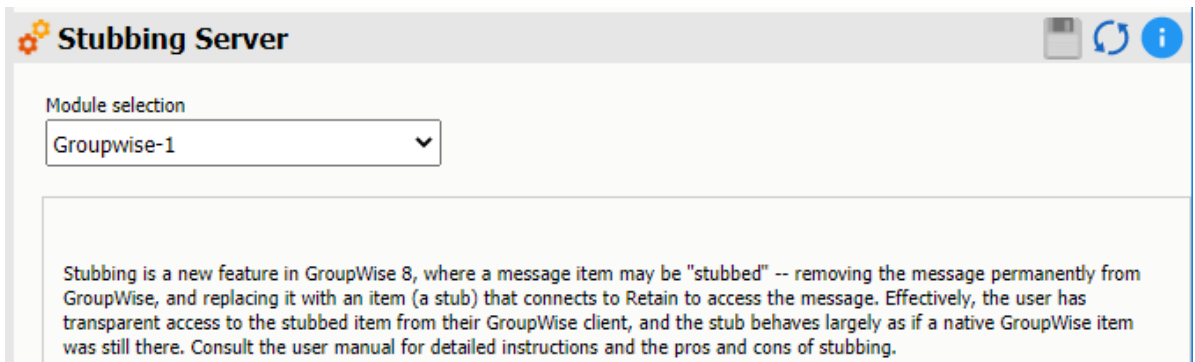 Stubbing Server
Module selection
Groupwise-1
Stubbing is a new feature in GroupWise 8, where a message item may be "stubbed" -- removing the message permanently from
GroupWise, and replacing it with an item (a stub) that connects to Retain to access the message. Effectively, the user has
transparent access to the stubbed item from their GroupWise client, and the stub behaves largely as if a native GroupWise item
was still there. Consult the user manual for detailed instructions and the pros and cons of stubbing.